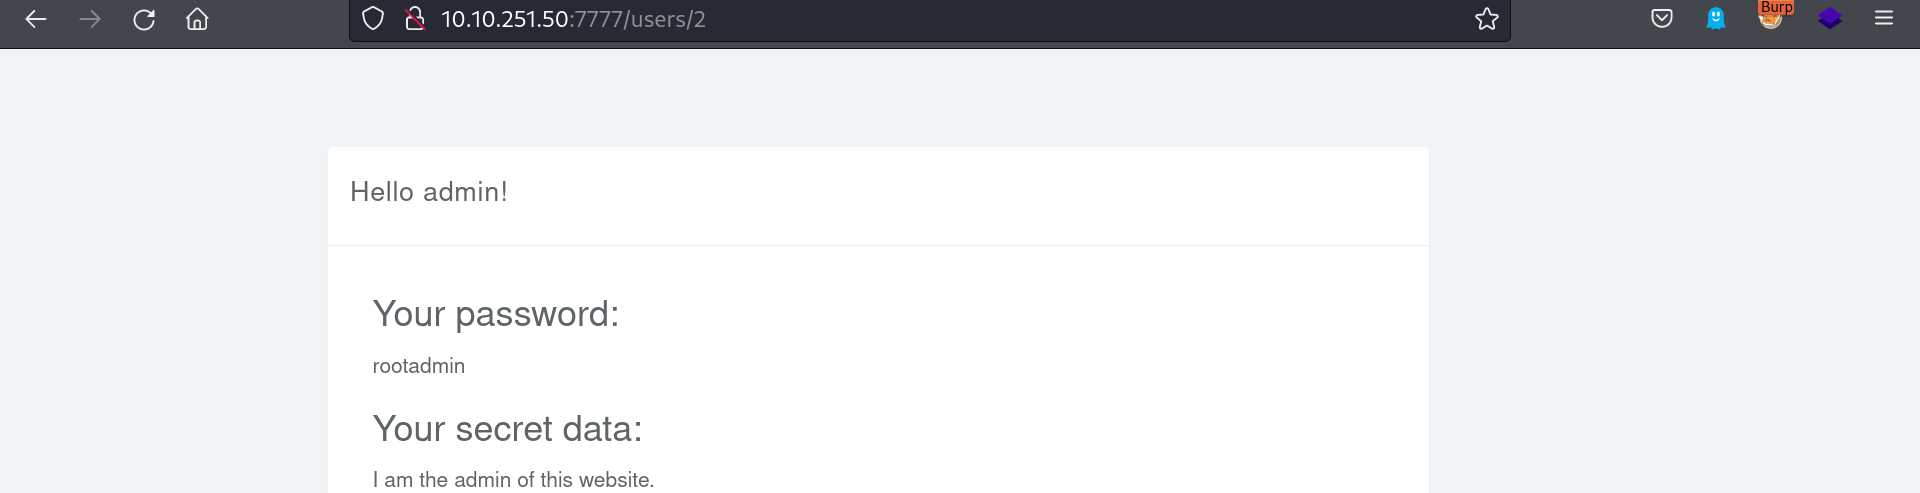 Burp
10.10.251.50:7777/users/2
Hello admin!
Your password:
rootadmin
Your secret data:
I am the admin of this website.